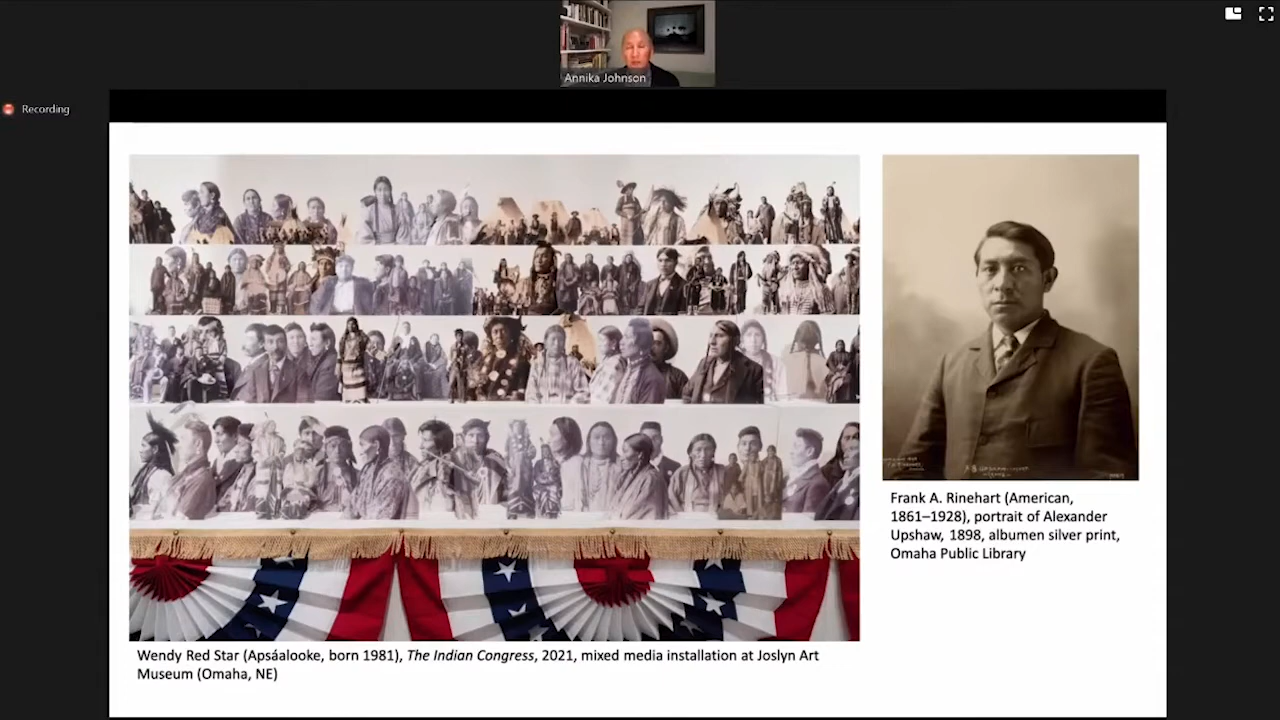 Annika Johnson
Recording
Wendy Red Star (Apsáalooke, born 1981), The Indian Congress, 2021, mixed media installation at Joslyn Art
Museum (Omaha, NE)
Frank A. Rinehart (American,
1861–1928), portrait of Alexander
Upshaw, 1898, albumen silver print,
Omaha Public Library